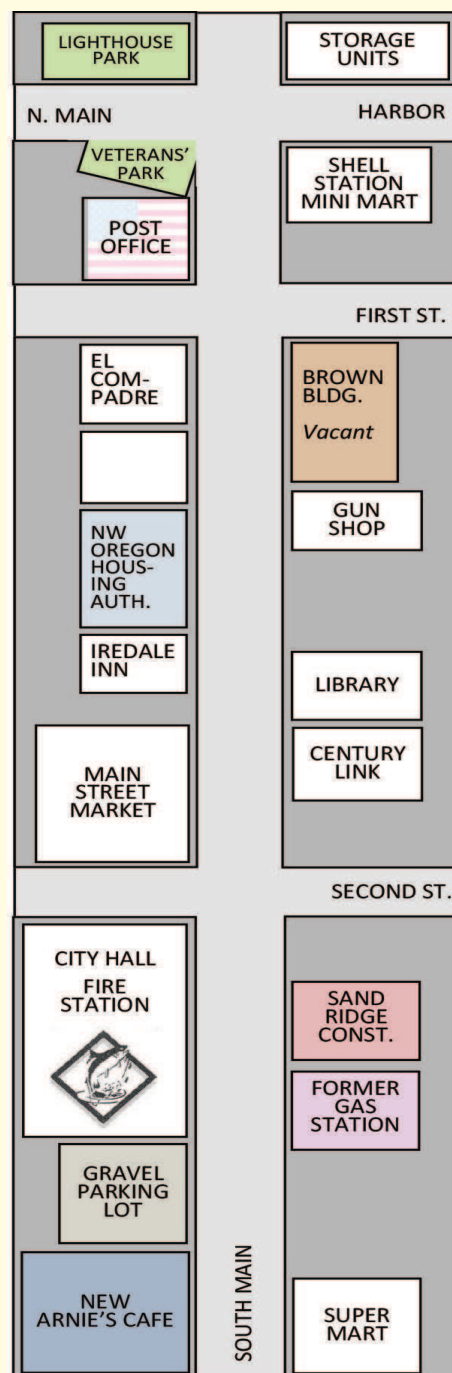 LIGHTHOUSE
PARK
STORAGE
UNITS
N. MAIN
HARBOR
VETERANS'
PARK
SHELL
STATION
MINI MART
POST
OFFICE
FIRST ST.
EL
COM-
PADRE
BROWN
BLDG.
Vacant
GUN
SHOP
NW
OREGON
HOUS-
ING
AUTH.
IREDALE
INN
LIBRARY
MAIN
STREET
MARKET
CENTURY
LINK
SECOND ST.
CITY HALL
FIRE
STATION
SAND
RIDGE
CONST.
FORMER
GAS
STATION
GRAVEL
PARKING
LOT
SOUTH MAIN
NEW
ARNIE'S CAFE
SUPER
MART